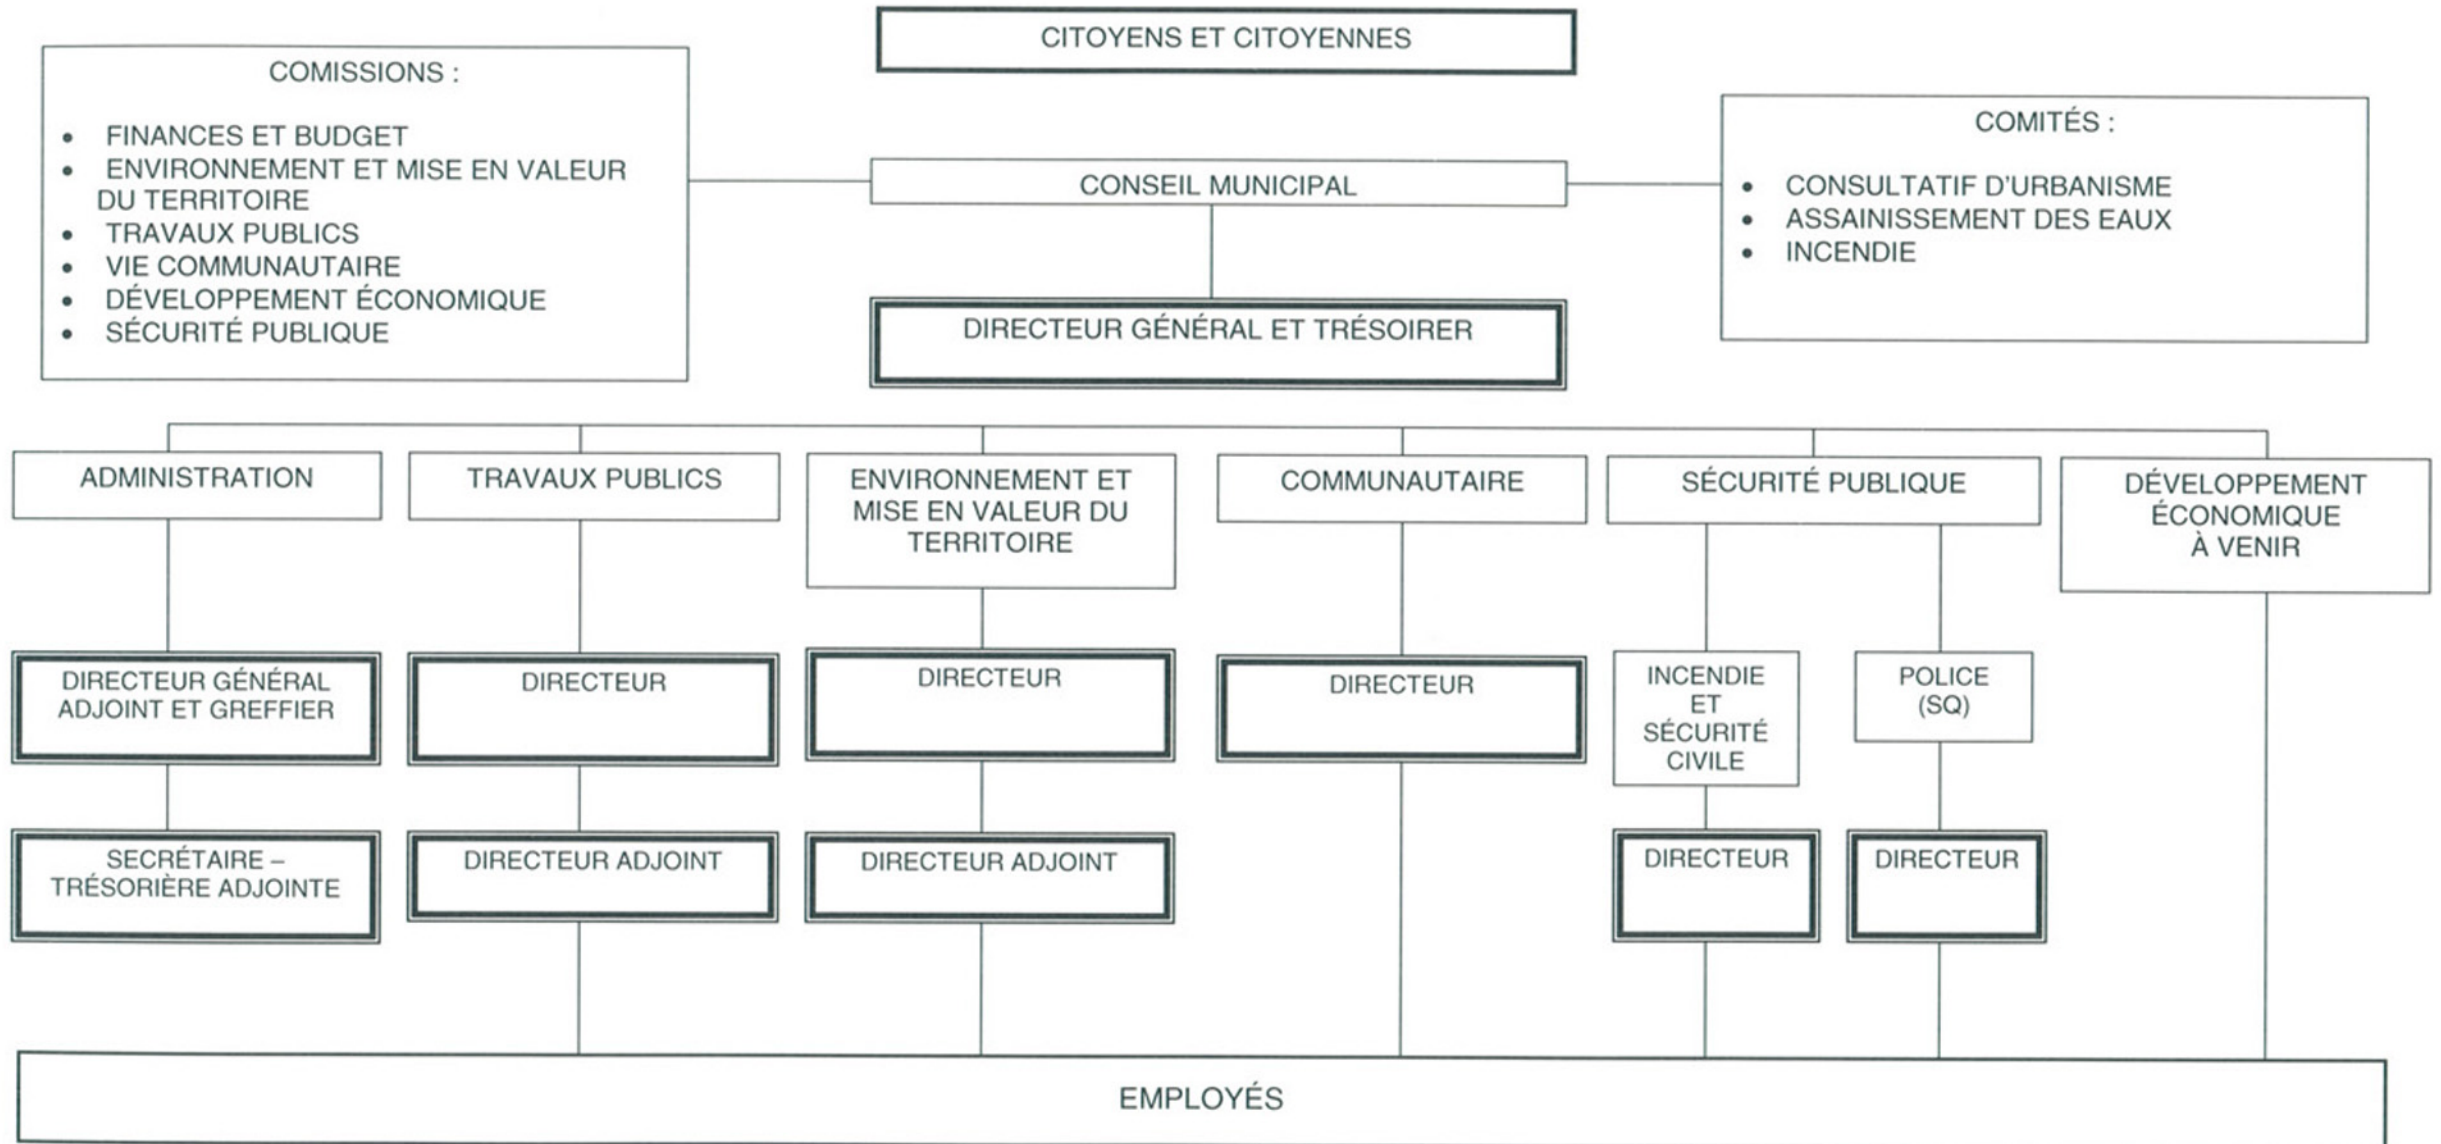 CITOYENS ET CITOYENNES
COMISSIONS :
• FINANCES ET BUDGET
• ENVIRONNEMENT ET MISE EN VALEUR
DU TERRITOIRE
• TRAVAUX PUBLICS
• VIE COMMUNAUTAIRE
• DÉVELOPPEMENT ÉCONOMIQUE
• SÉCURITÉ PUBLIQUE
CONSEIL MUNICIPAL
COMITÉS :
• CONSULTATIF D'URBANISME
• ASSAINISSEMENT DES EAUX
• INCENDIE
DIRECTEUR GÉNÉRAL ET TRÉSOIRER
ADMINISTRATION
TRAVAUX PUBLICS
ENVIRONNEMENT ET
MISE EN VALEUR DU
TERRITOIRE
COMMUNAUTAIRE
SÉCURITÉ PUBLIQUE
DÉVELOPPEMENT
ÉCONOMIQUE
À VENIR
DIRECTEUR GÉNÉRAL
ADJOINT ET GREFFIER
DIRECTEUR
DIRECTEUR
DIRECTEUR
INCENDIE
ET
SÉCURITÉ
CIVILE
POLICE
(SQ)
SECRÉTAIRE –
TRÉSORIÈRE ADJOINTE
DIRECTEUR ADJOINT
DIRECTEUR ADJOINT
DIRECTEUR
DIRECTEUR
EMPLOYÉS